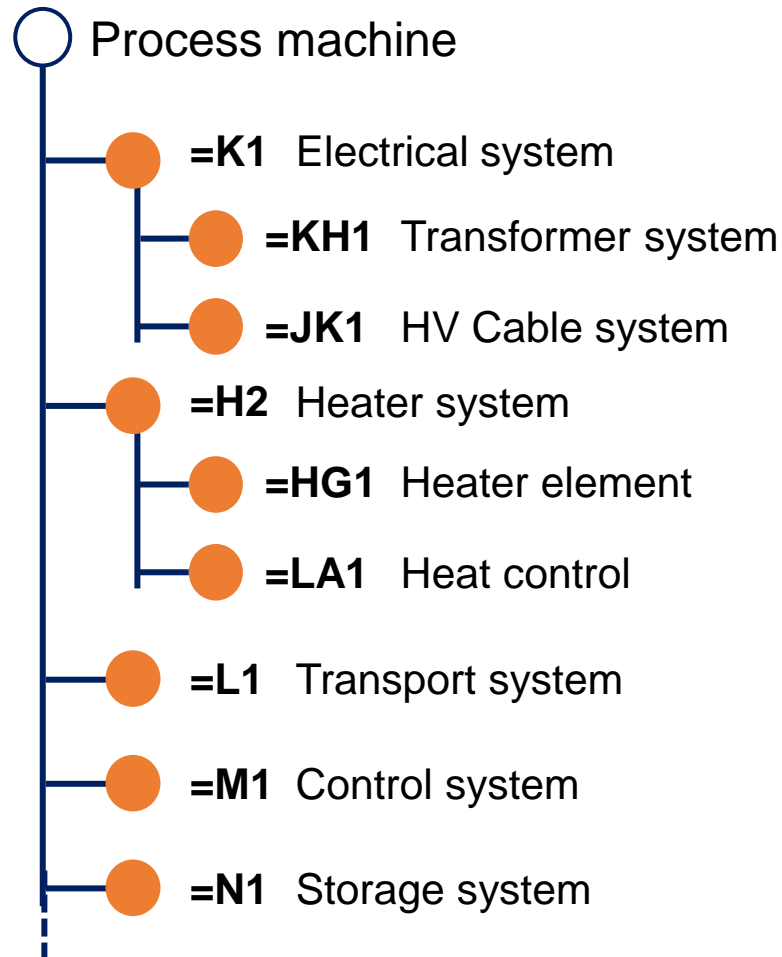 Process machine
=K1 Electrical system
=KH1 Transformer system
=JK1 HV Cable system
=H2 Heater system
=HG1 Heater element
=LA1 Heat control
=L1 Transport system
=M1 Control system
=N1 Storage system